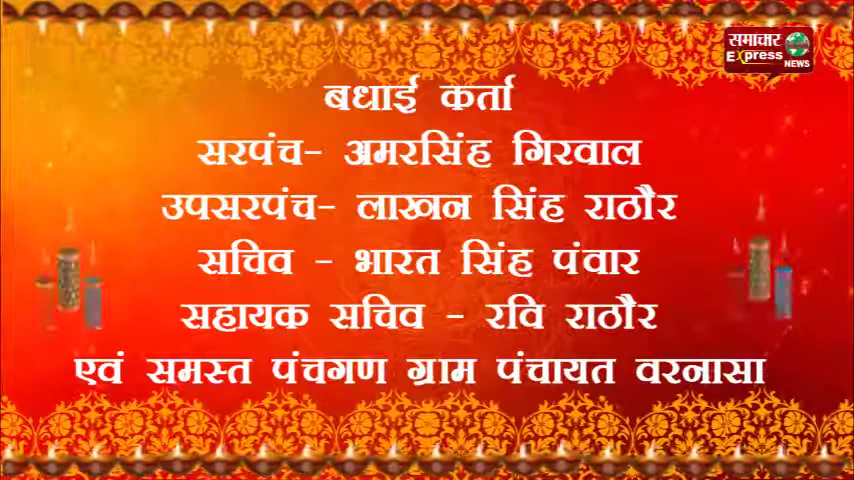 समाचार
Express
NEWS
बधाई कर्ता
सरपंच- अमरसिंह गिरवाल
उपसरपंच- लाखन सिंह राठौर
सचिव - भारत सिंह पंवार
सहायक सचिव - रवि राठौर
एवं समस्त पंचगण ग्राम पंचायत वरनासा